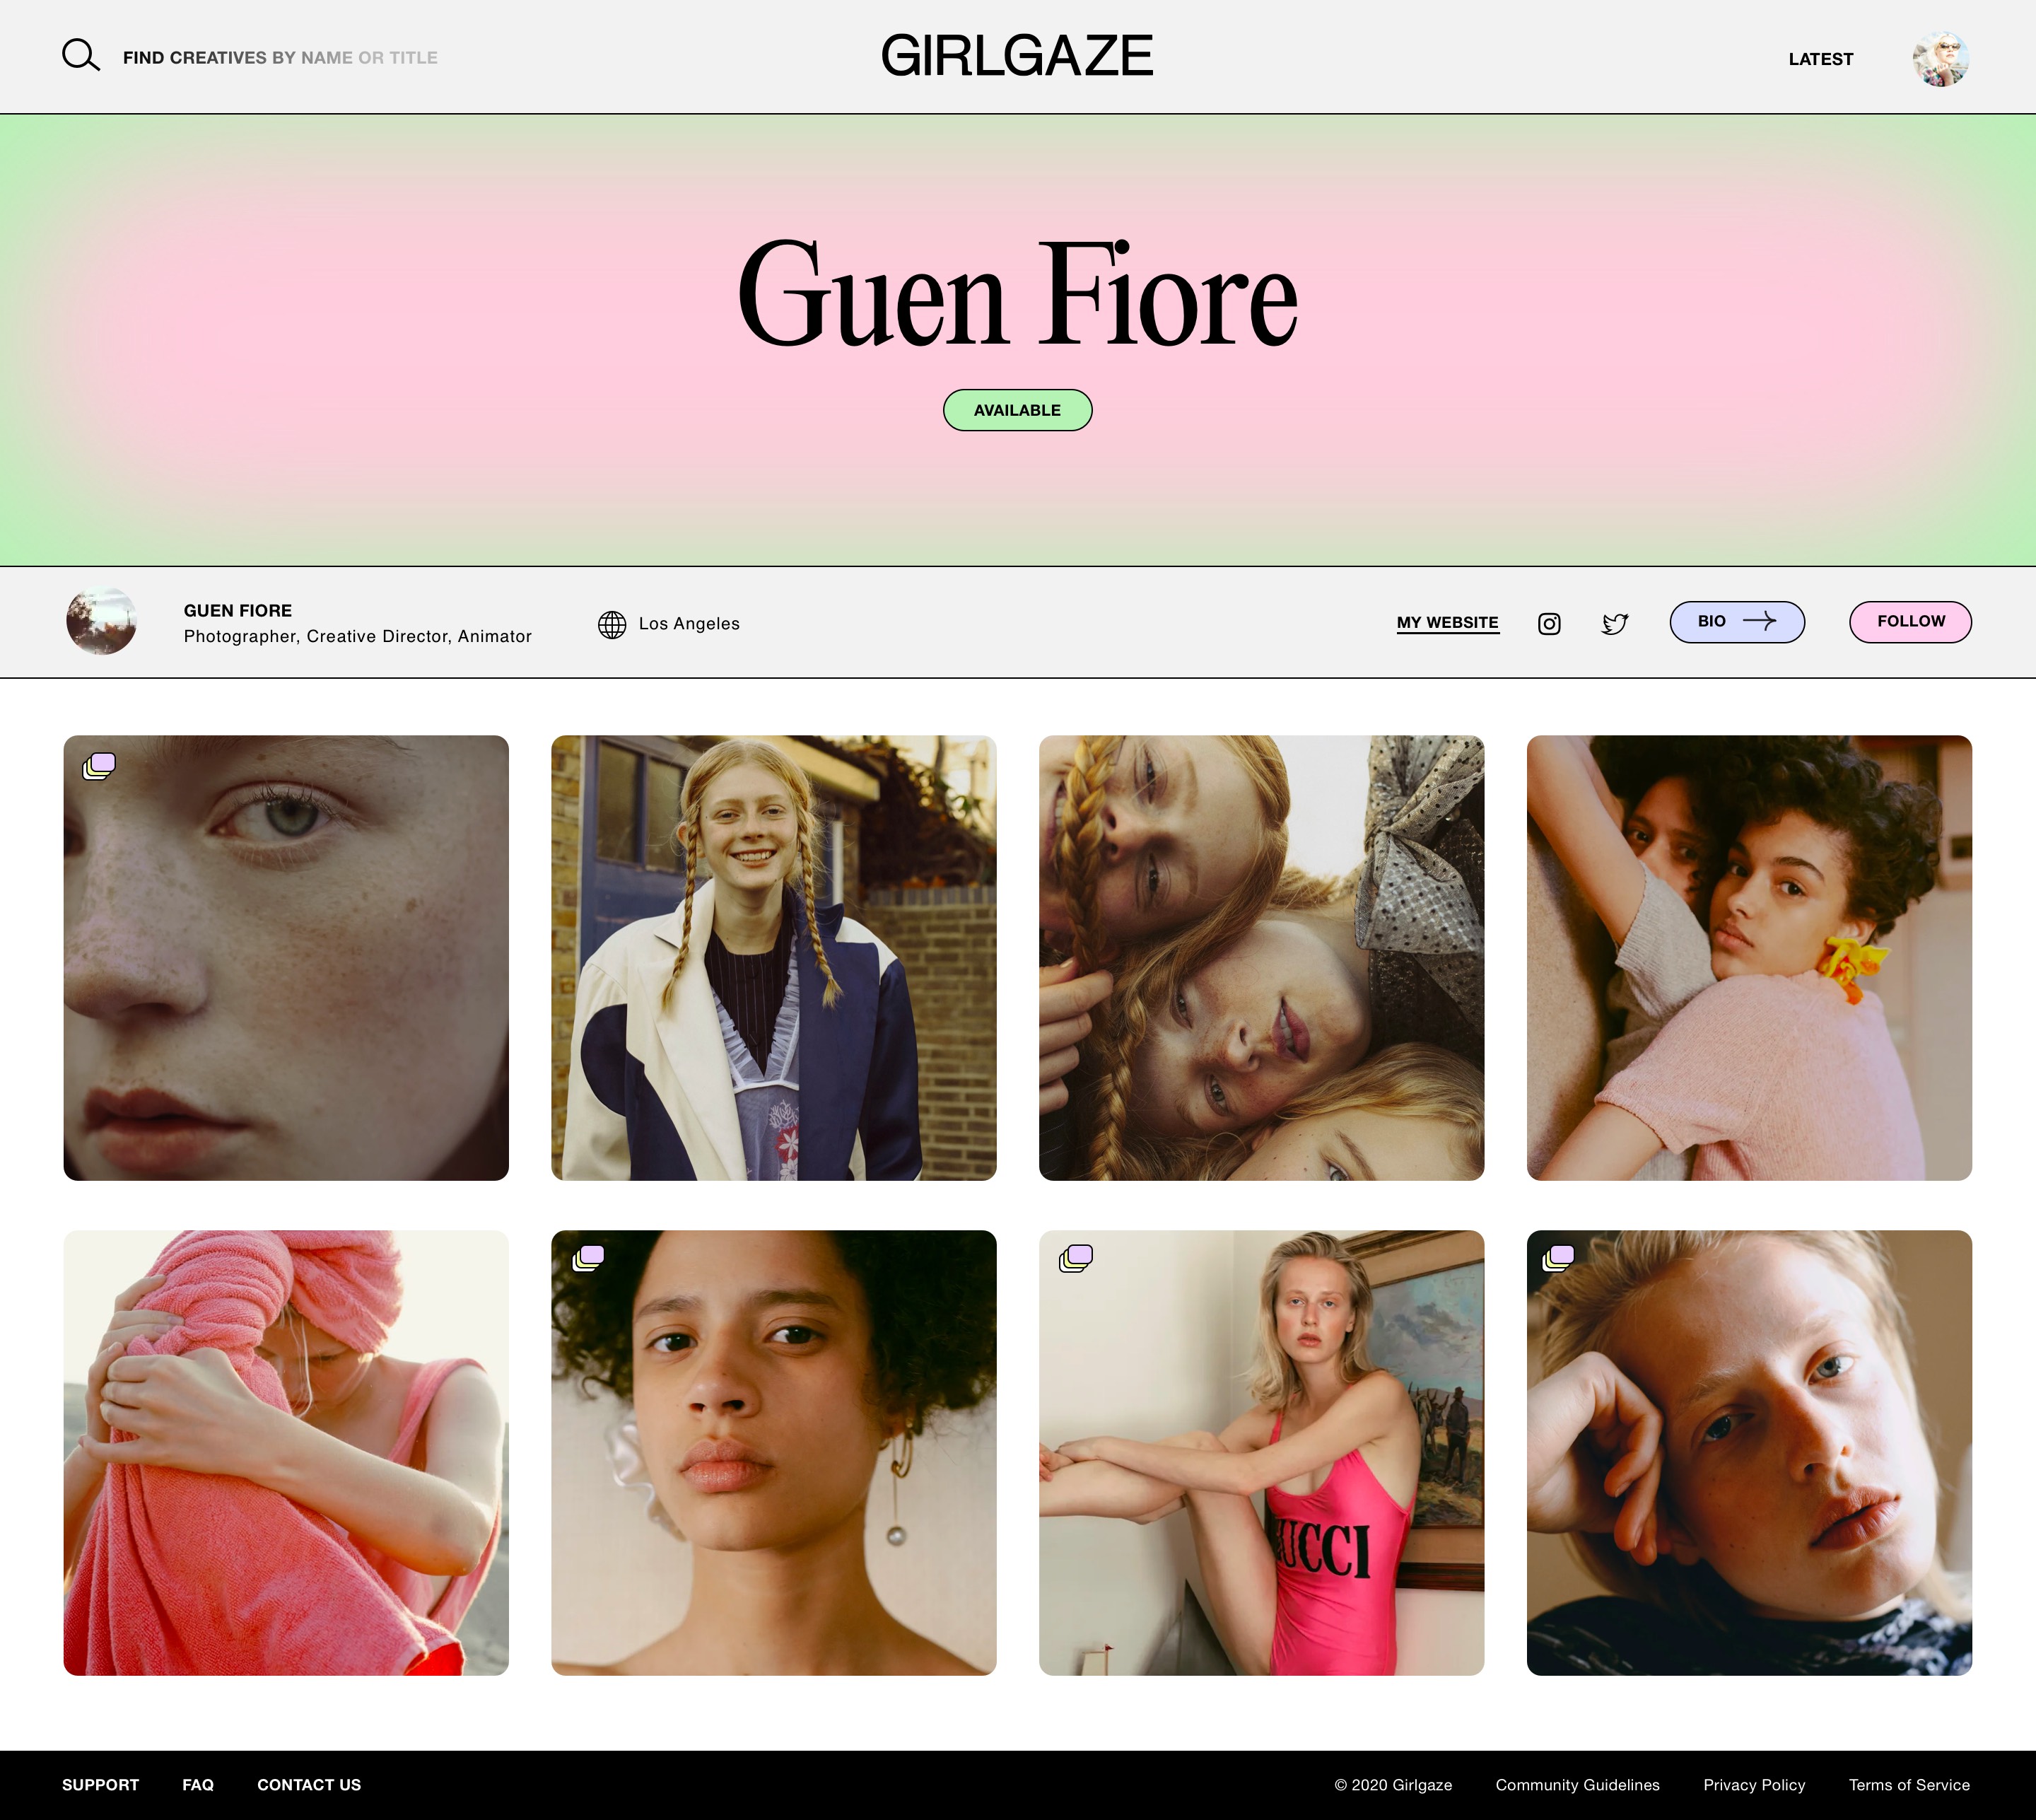 FIND CREATIVES BY NAME OR TITLE
GIRLGAZE
LATEST
Guen Fiore
AVAILABLE
GUEN FIORE
Photographer, Creative Director, Animator
Los Angeles
MY WEBSITE
BIO
FOLLOW
UCCI
SUPPORT
FAQ
CONTACT US
© 2020 Girlgaze
Community Guidelines
Privacy Policy
Terms of Service